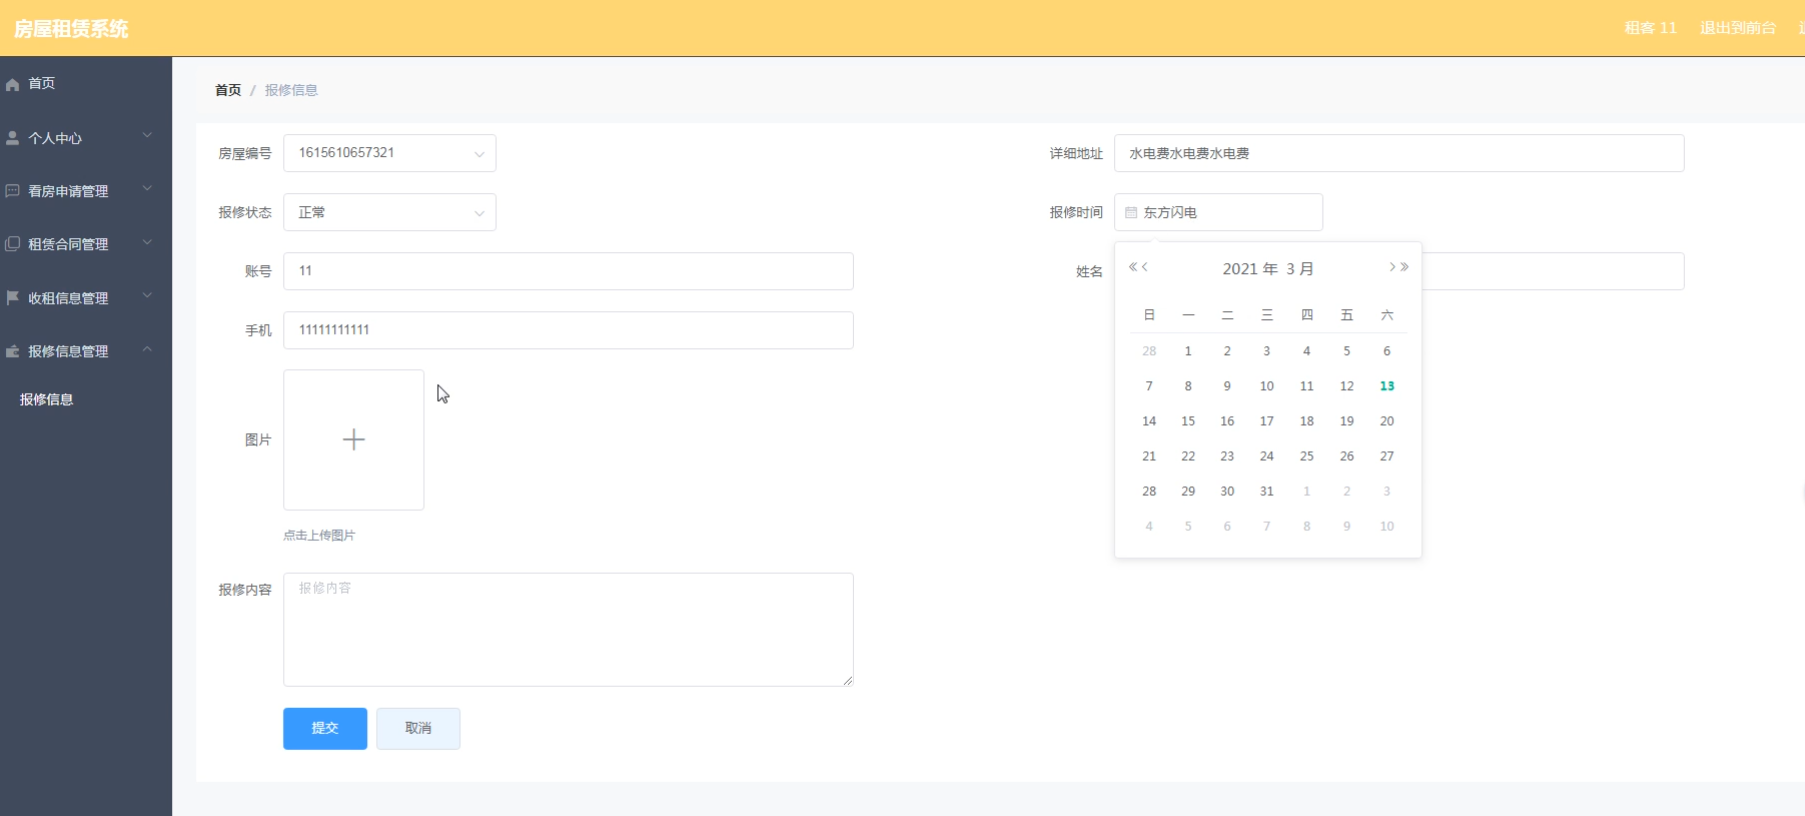 房屋租赁系统
租客 11 退出到前台
首页
个人中心
看房申请管理
租赁合同管理
收租信息管理
报修信息管理
报修信息
首页 / 报修信息
房屋编号 1615610657321 详细地址 水电费水电费水电费
报修状态 正常 报修时间 东方闪电
账号 11 姓名
手机 11111111111
图片
点击上传图片
报修内容 报修内容
提交 取消
2021 年 3 月
日 一 二 三 四 五 六
28 1 2 3 4 5 6
7 8 9 10 11 12 13
14 15 16 17 18 19 20
21 22 23 24 25 26 27
28 29 30 31 1 2 3
4 5 6 7 8 9 10